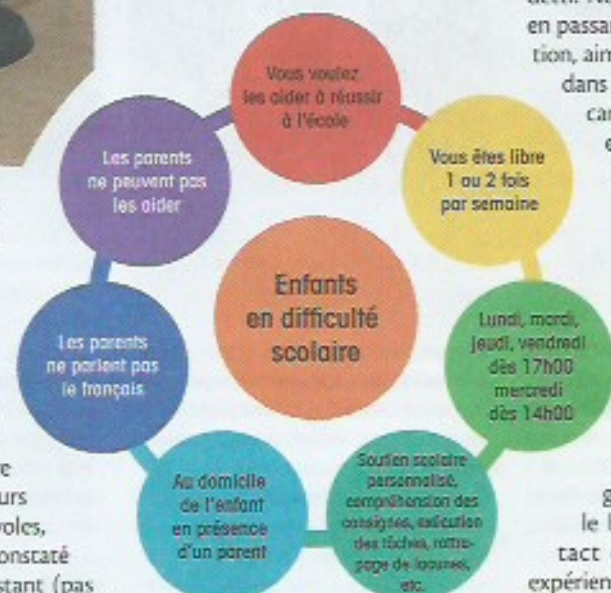 en passa
tion, aim
dans
Vous voulez
les aider à réussir
à l'école
Les parents
ne peuvent pas
les aider
Vous êtes libre
1 ou 2 fois
par semaine
Enfants
en difficulté
scolaire
Les parents
ne parlent pas
le français
Lundi, mardi,
jeudi, vendredi
dès 17h00
mercredi
dès 14h00
Au domicile
de l'enfant
en présence
d'un parent
Soutien scolaire
personnalisé,
compréhension des
consignes, exécution
des tâches, rattra-
page de lacunes,
etc.
re
urs
voles,
onstaté
stant (pas
g
le l
tact
expérien